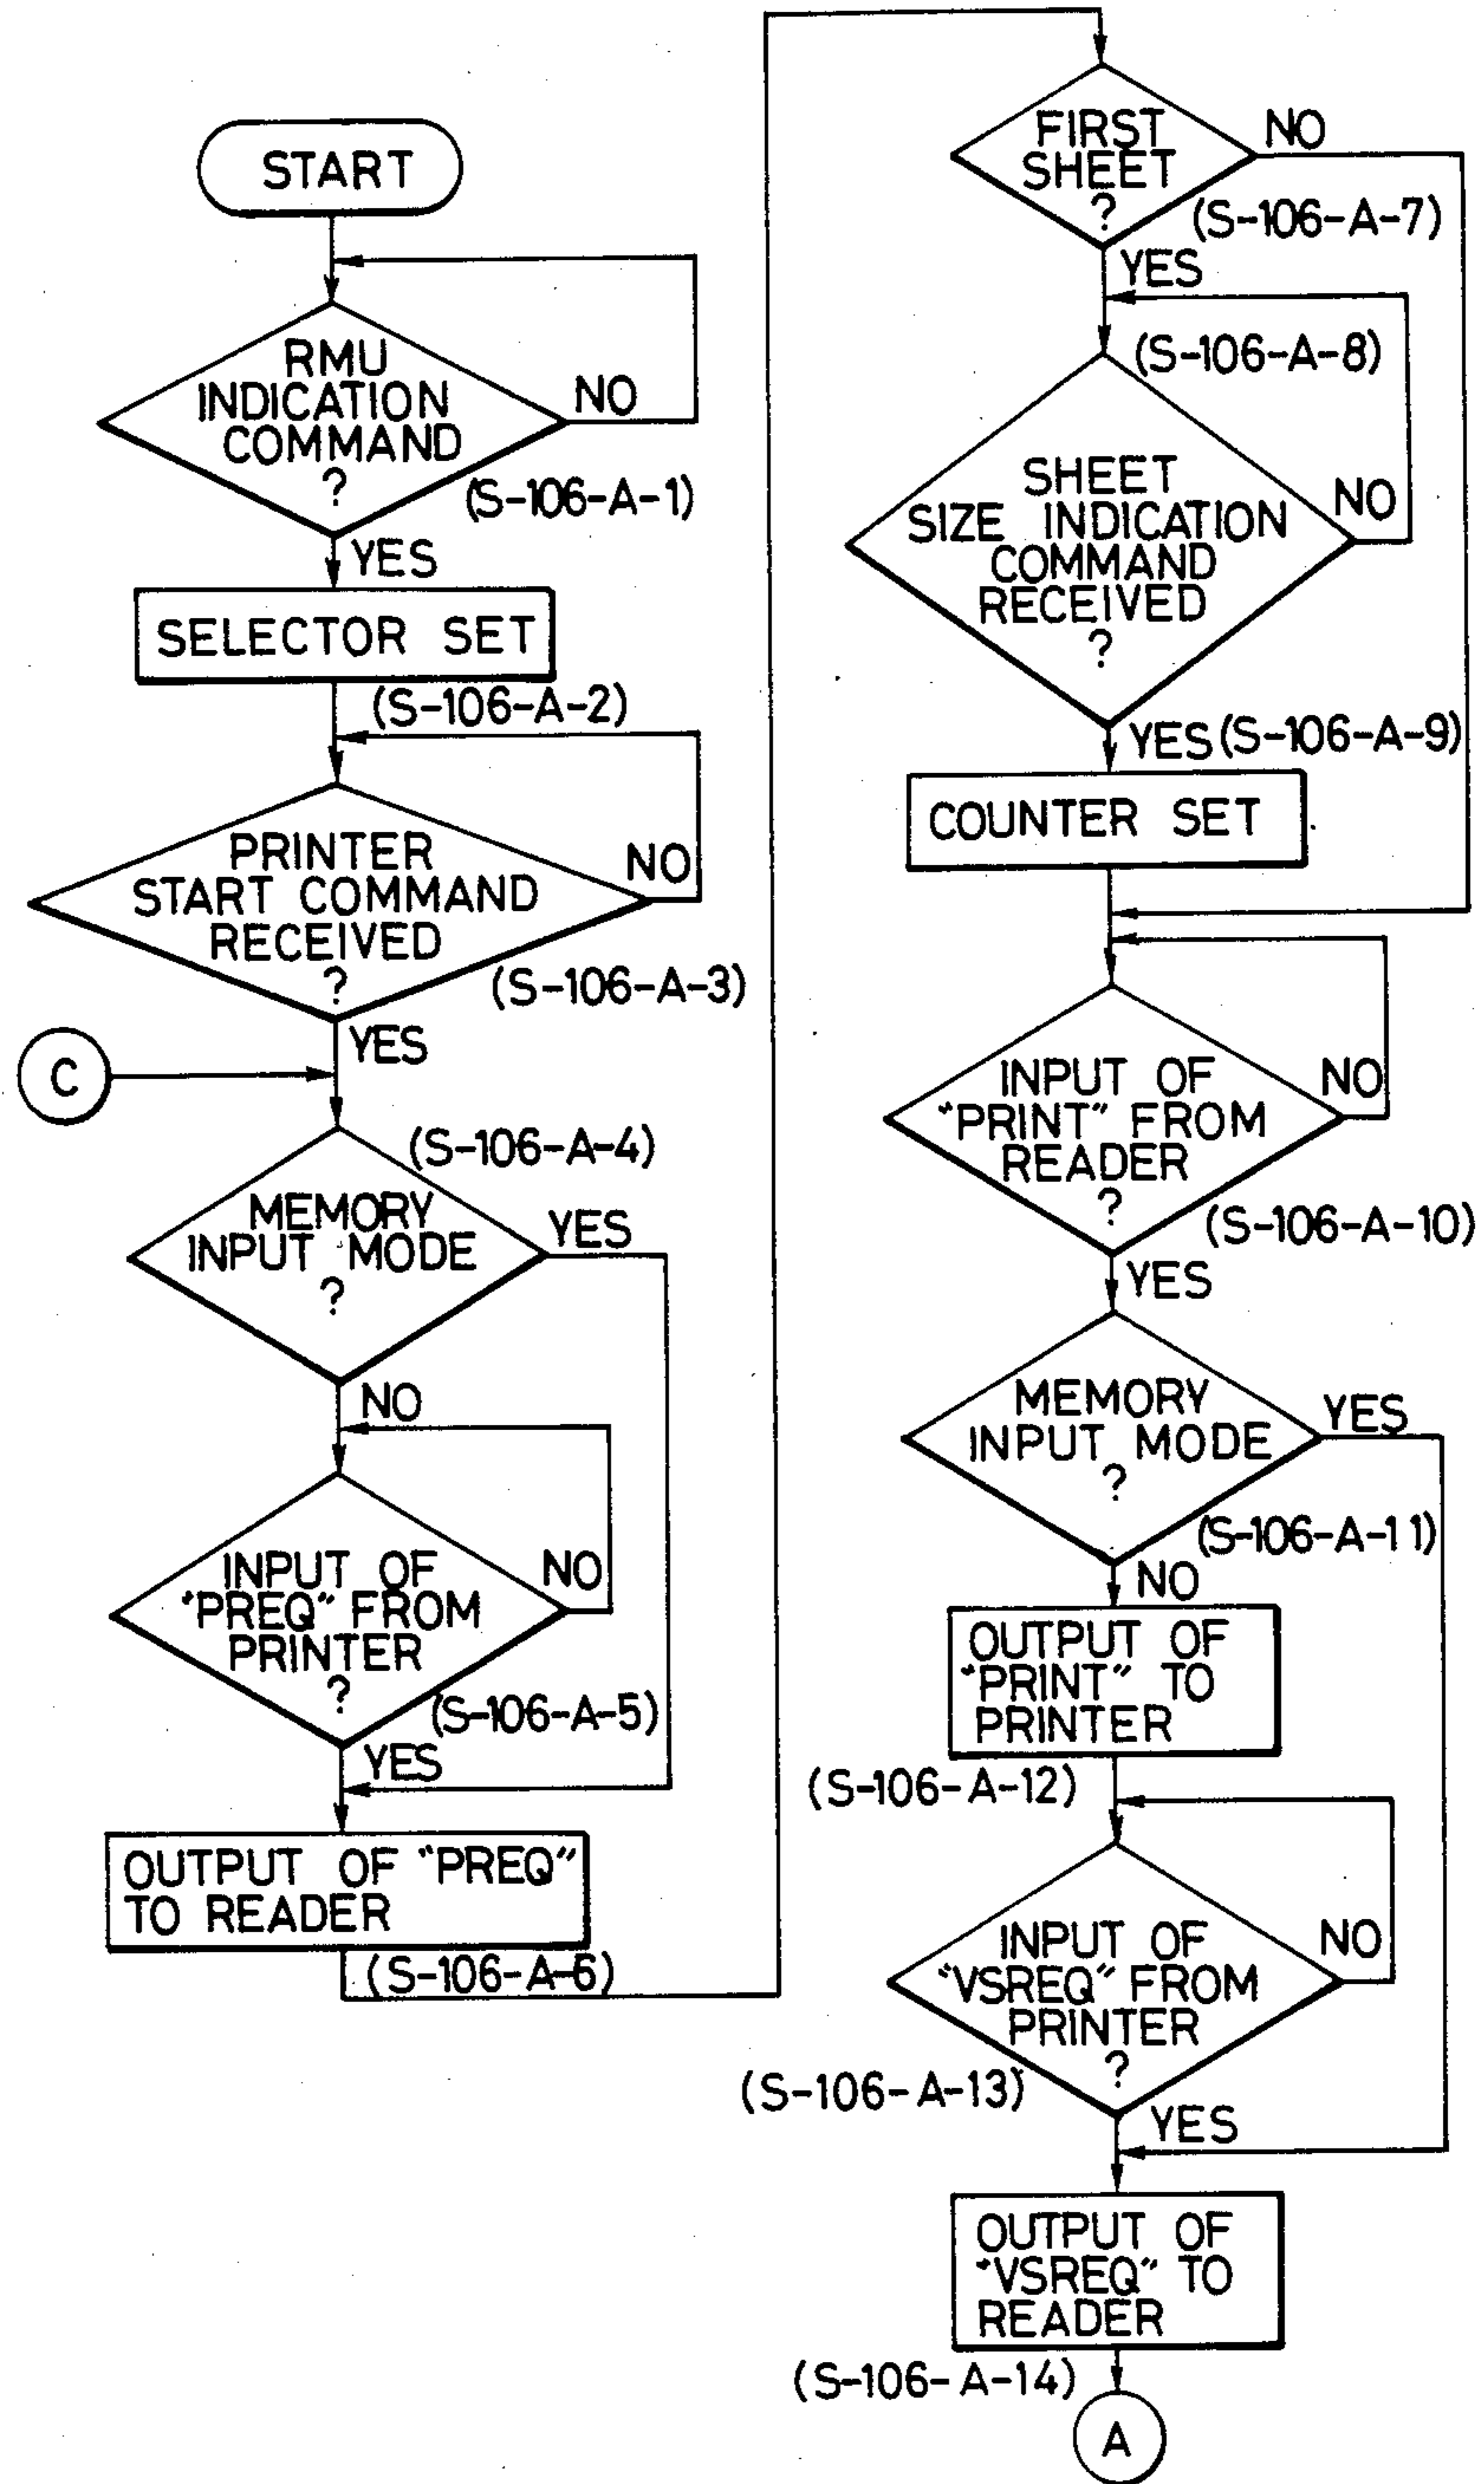 START
RMU
INDICATION
COMMAND
?
NO
(S-106-A-1)
YES
SELECTOR SET
(S-106-A-2)
PRINTER
START COMMAND
RECEIVED
?
NO
(S-106-A-3)
YES
C
(S-106-A-4)
MEMORY
INPUT MODE
?
YES
NO
INPUT OF
"PREQ" FROM
PRINTER
?
NO
(S-106-A-5)
YES
OUTPUT OF "PREQ"
TO READER
(S-106-A-6)
FIRST
SHEET
?
NO
(S-106-A-7)
YES
(S-106-A-8)
SHEET
SIZE INDICATION
COMMAND
RECEIVED
?
NO
YES (S-106-A-9)
COUNTER SET
INPUT OF
"PRINT" FROM
READER
?
NO
(S-106-A-10)
YES
MEMORY
INPUT MODE
?
YES
(S-106-A-11)
NO
OUTPUT OF
"PRINT" TO
PRINTER
(S-106-A-12)
INPUT OF
"VSREQ" FROM
PRINTER
?
NO
(S-106-A-13)
YES
OUTPUT OF
"VSREQ" TO
READER
(S-106-A-14)
A